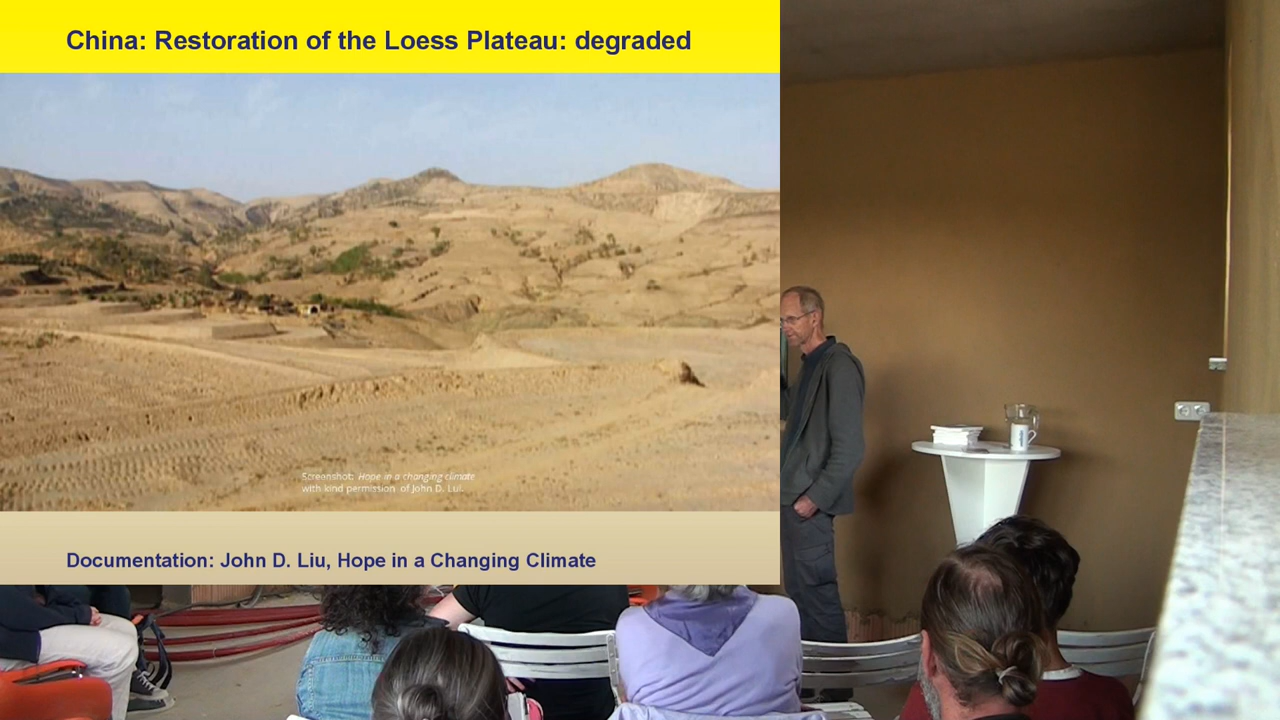 China: Restoration of the Loess Plateau: degraded
Screenshot: Hope in a changing climate
with kind permission of John D. Lui.
Documentation: John D. Liu, Hope in a Changing Climate